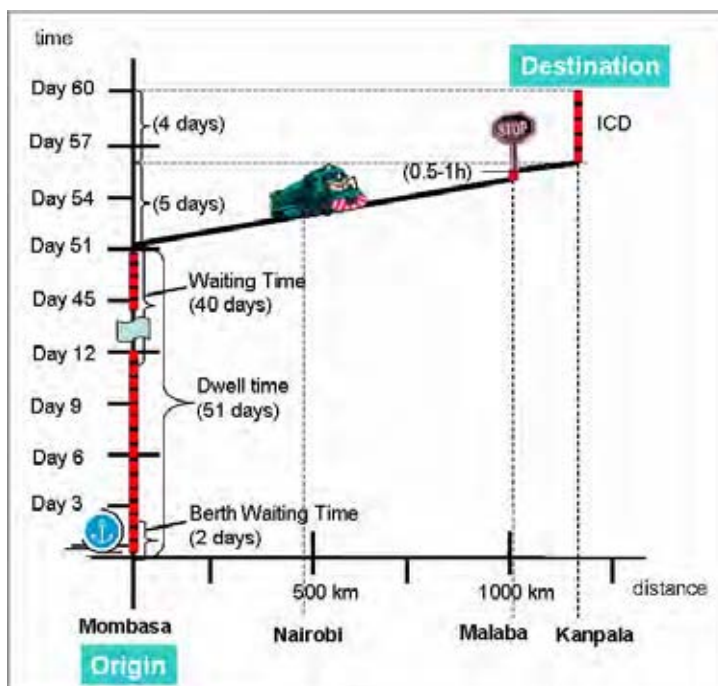 time
Destination
Day 60
(4 days)
ICD
Day 57
STOP
(0.5-1h)
Day 54
(5 days)
Day 51
Waiting Time
(40 days)
Day 45
Day 12
Dwell time
(51 days)
Day 9
Day 6
Day 3
Berth Waiting Time
(2 days)
500 km
1000 km
distance
Mombasa
Nairobi
Malaba
Kanpala
Origin